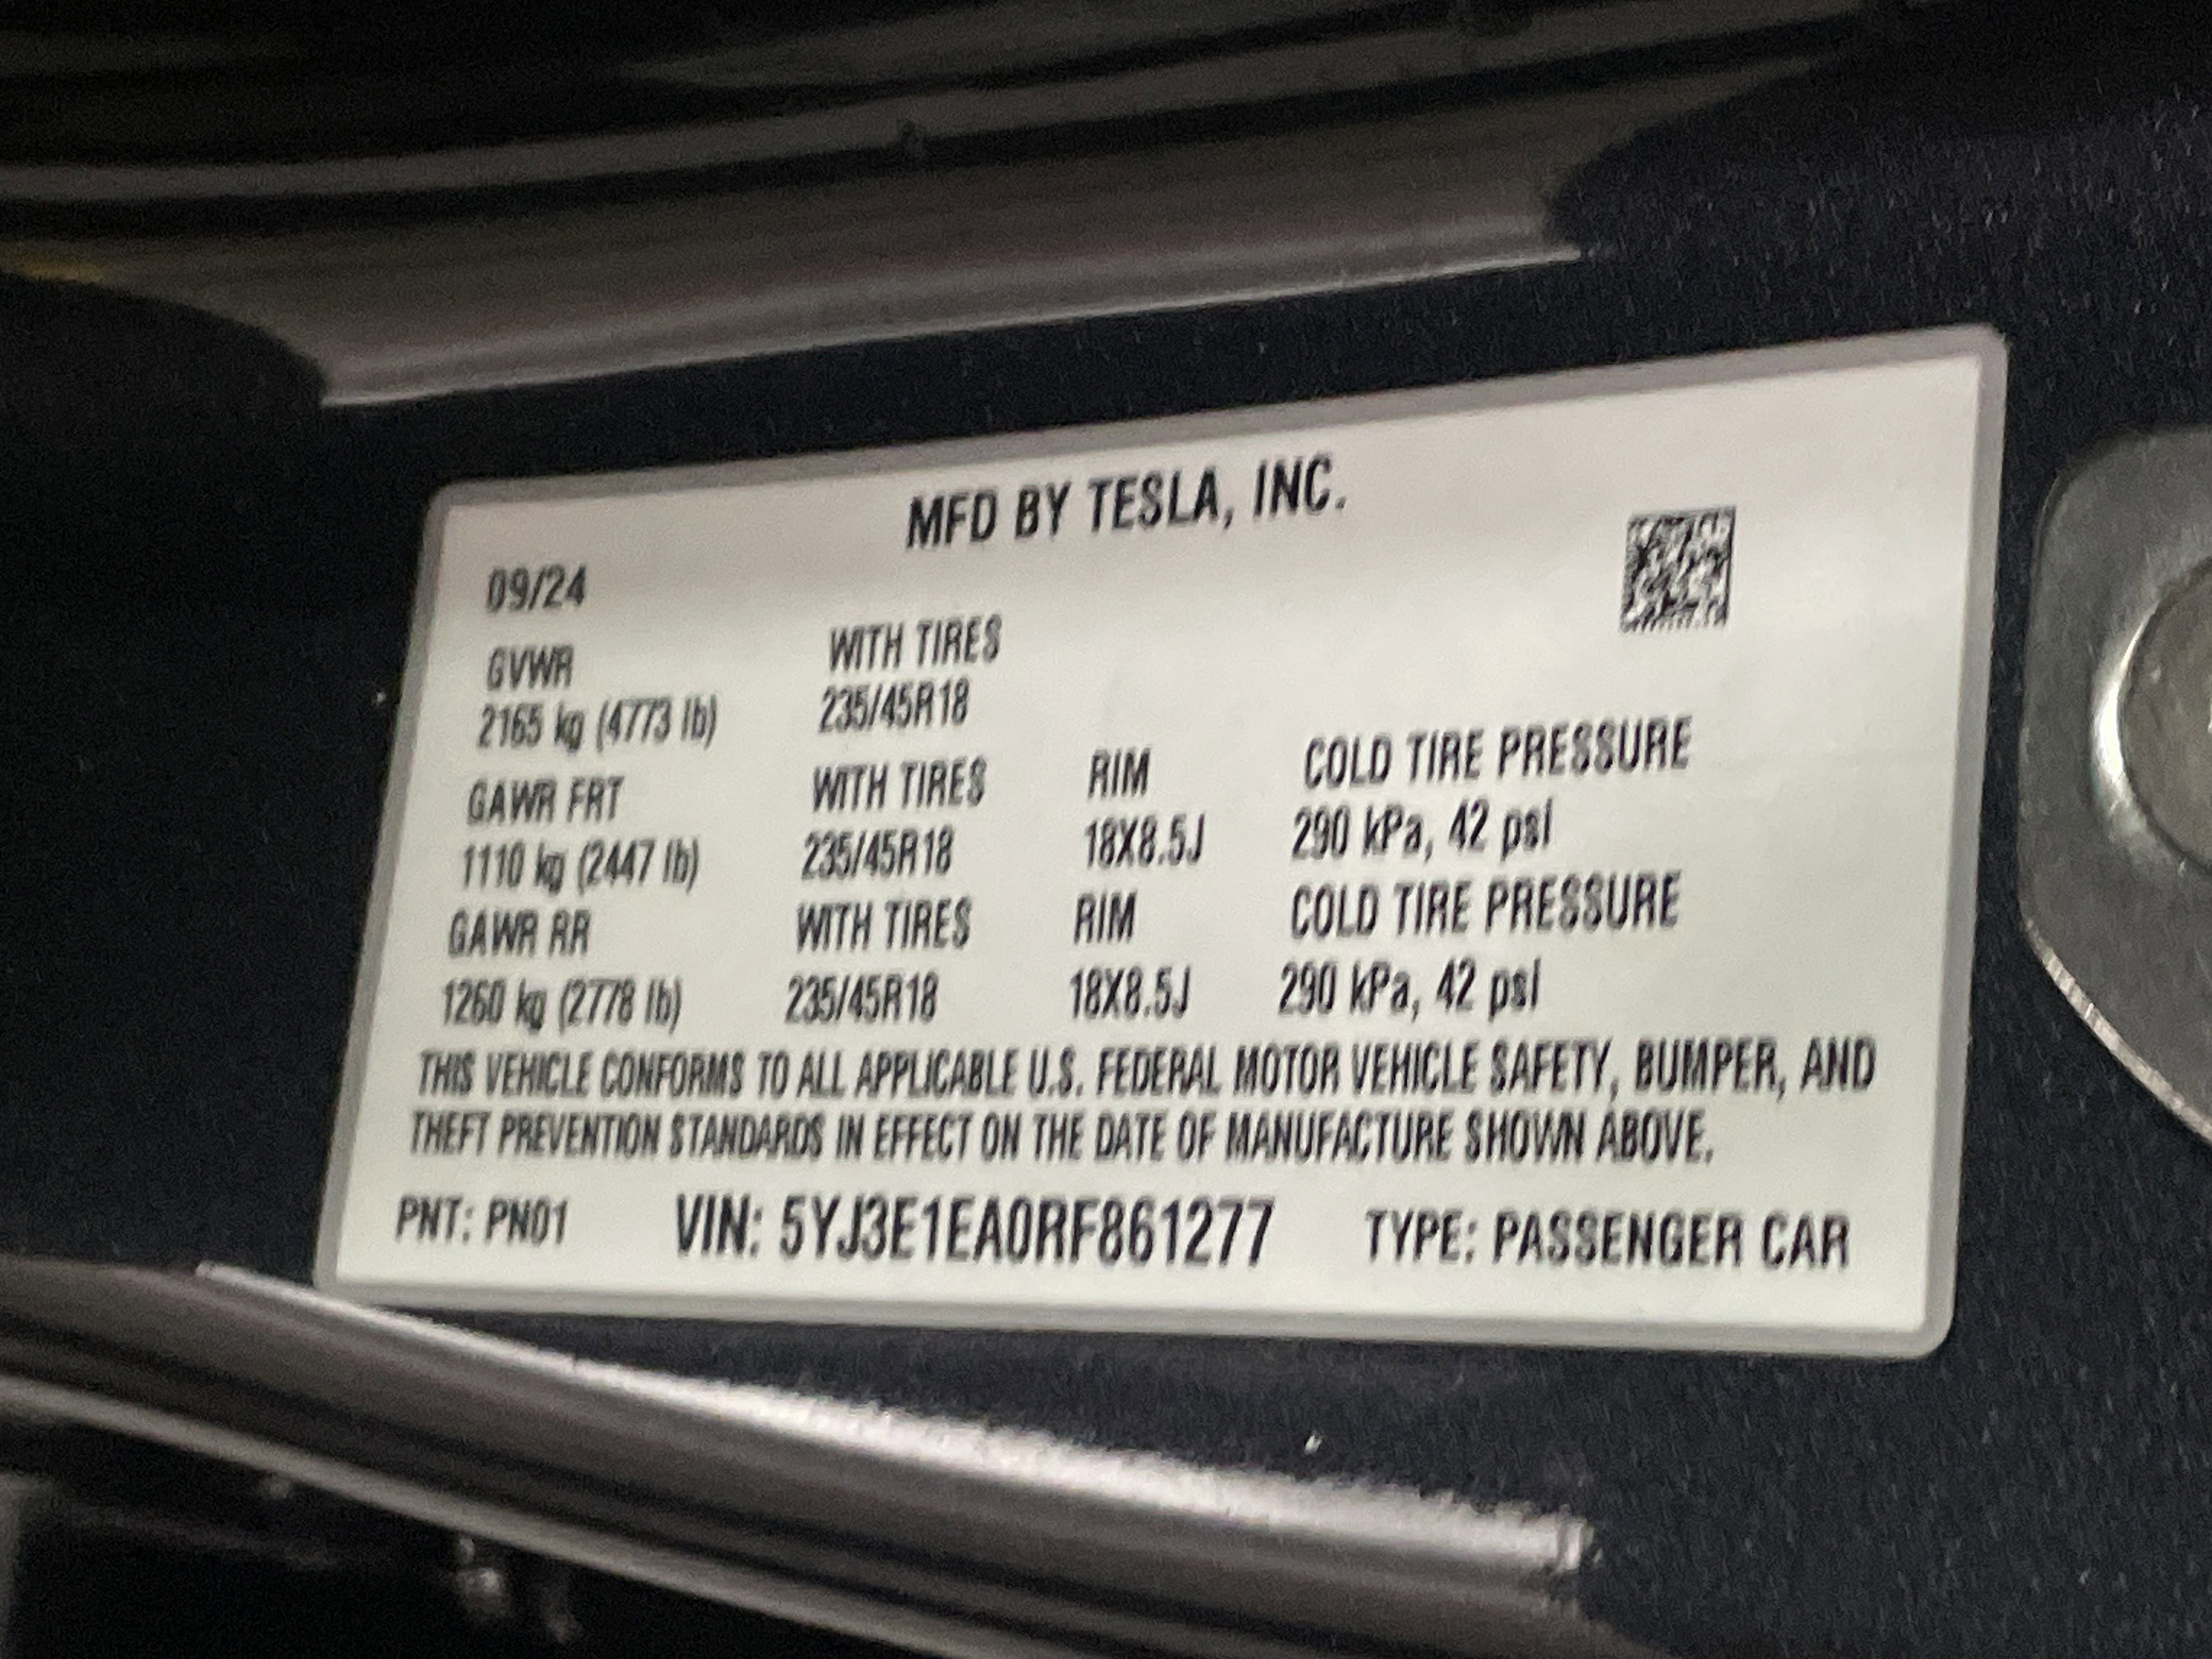 MFD BY TESLA, INC.
09/24
GVWR WITH TIRES
2165 kg (4773 lb) 235/45R18
GAWR FRT WITH TIRES RIM COLD TIRE PRESSURE
1110 kg (2447 lb) 235/45R18 18X8.5J 290 kPa, 42 psi
GAWR RR WITH TIRES RIM COLD TIRE PRESSURE
1260 kg (2778 lb) 235/45R18 18X8.5J 290 kPa, 42 psi
THIS VEHICLE CONFORMS TO ALL APPLICABLE U.S. FEDERAL MOTOR VEHICLE SAFETY, BUMPER, AND
THEFT PREVENTION STANDARDS IN EFFECT ON THE DATE OF MANUFACTURE SHOWN ABOVE.
PNT: PN01 VIN: 5YJ3E1EA0RF861277 TYPE: PASSENGER CAR